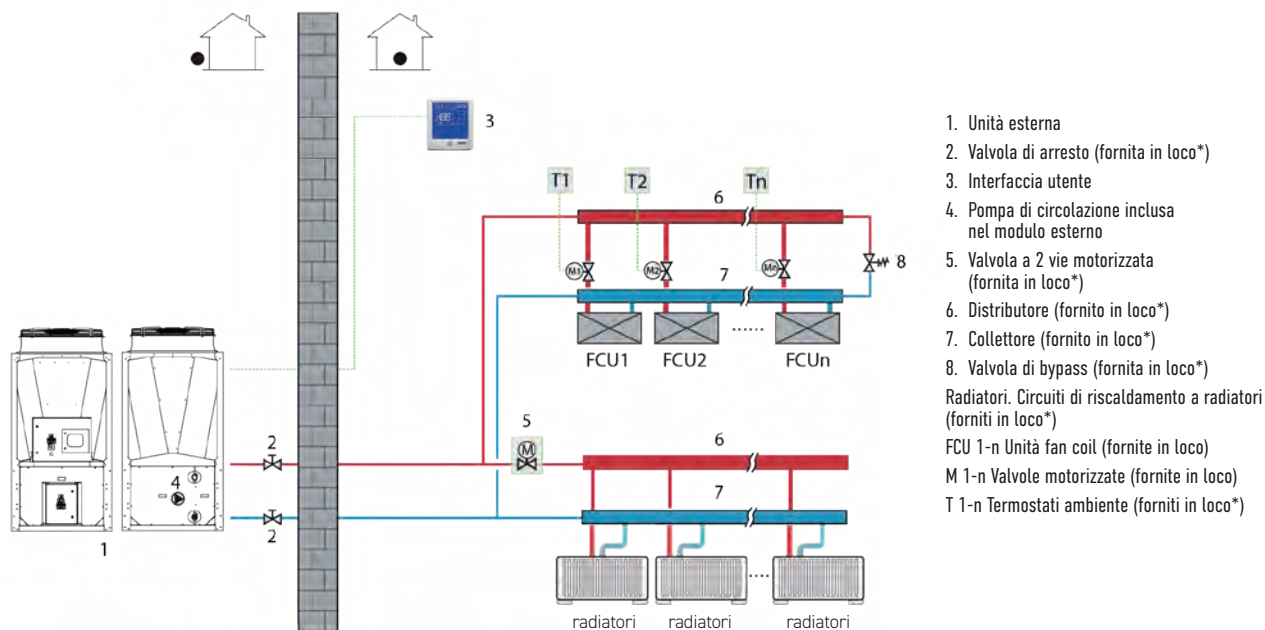 3
T1
T2
Tn
6
M1
M2
Mn
8
7
FCU1
FCU2
......
FCUn
5
M
2
6
4
7
1
2
....
radiatori
radiatori
radiatori
1. Unità esterna
2. Valvola di arresto (fornita in loco*)
3. Interfaccia utente
4. Pompa di circolazione inclusa
nel modulo esterno
5. Valvola a 2 vie motorizzata
(fornita in loco*)
6. Distributore (fornito in loco*)
7. Collettore (fornito in loco*)
8. Valvola di bypass (fornita in loco*)
Radiatori. Circuiti di riscaldamento a radiatori
(forniti in loco*)
FCU 1-n Unità fan coil (fornite in loco)
M 1-n Valvole motorizzate (fornite in loco)
T 1-n Termostati ambiente (forniti in loco*)